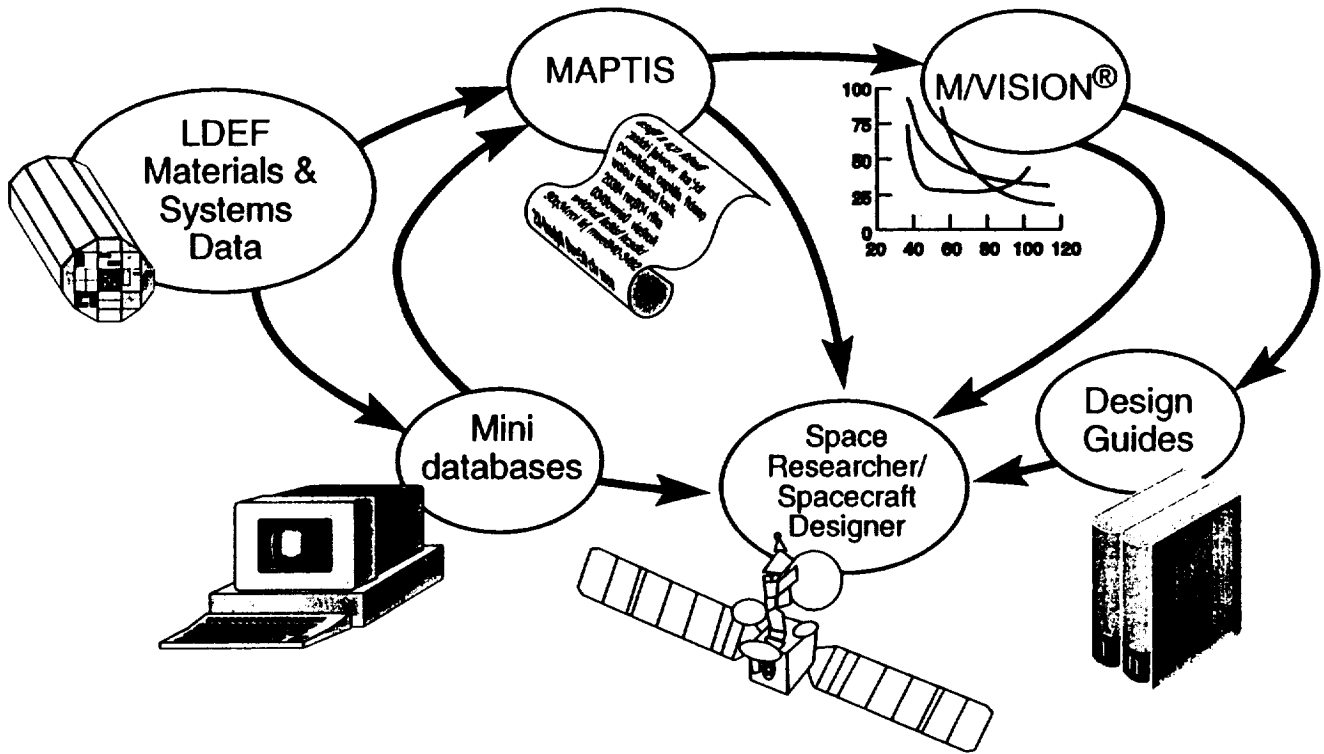 MAPTIS
M/VISION®
LDEF
Materials &
Systems
Data
100
75
50
25
0
20 40 60 80 100 120
Mini
databases
Space
Researcher/
Spacecraft
Designer
Design
Guides